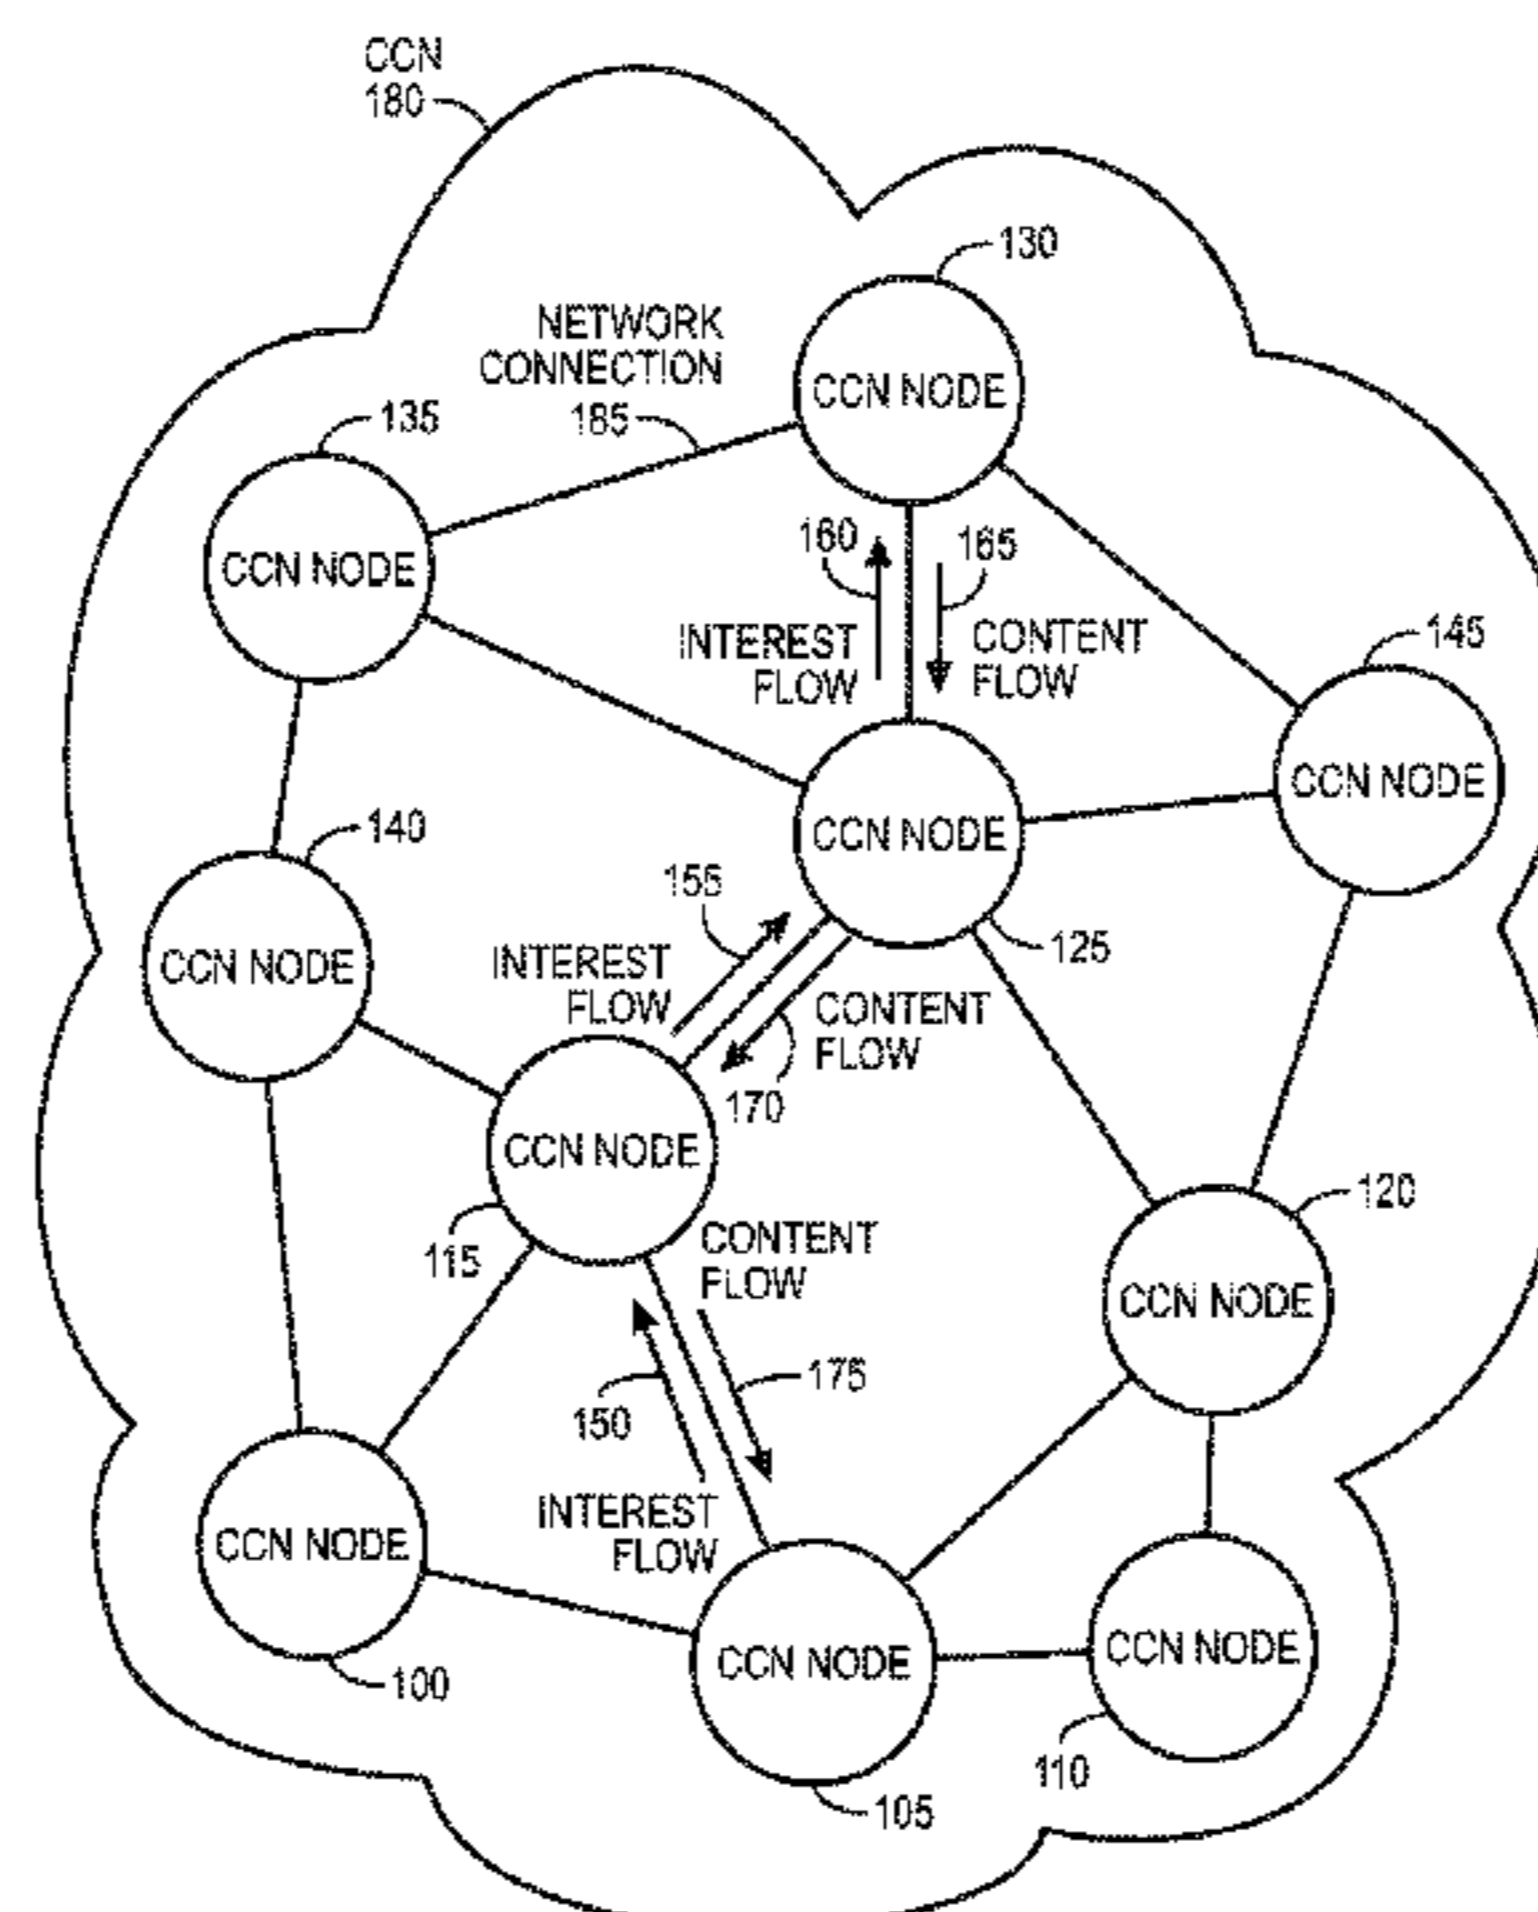 CCN
180
130
NETWORK
CONNECTION
185
CCN NODE
135
CCN NODE
160
165
INTEREST
FLOW
CONTENT
FLOW
145
CCN NODE
CCN NODE
140
155
125
CCN NODE
INTEREST
FLOW
CONTENT
FLOW
170
CCN NODE
115
120
CONTENT
FLOW
CCN NODE
175
150
INTEREST
FLOW
CCN NODE
100
CCN NODE
CCN NODE
110
105